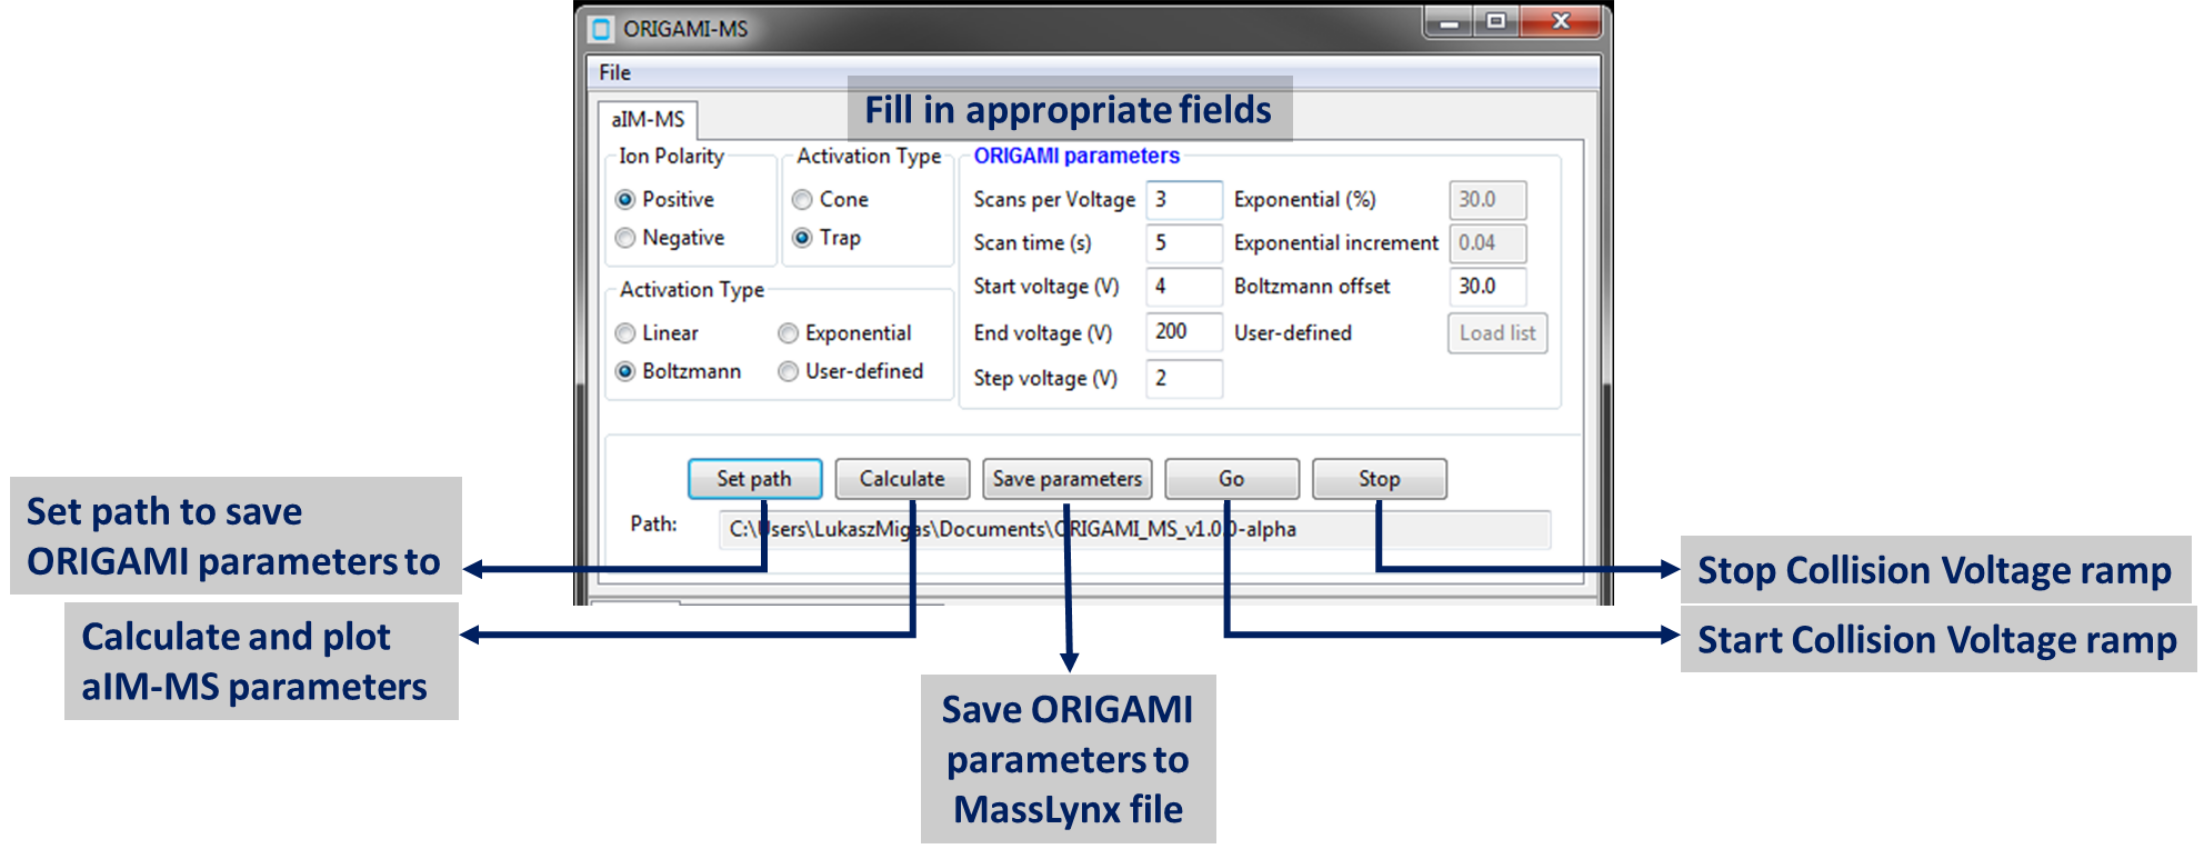 ORIGAMI-MS
File
Fill in appropriate fields
aIM-MS
Ion Polarity
Positive
Negative
Activation Type
Cone
Trap
Activation Type
Linear
Exponential
Boltzmann
User-defined
ORIGAMI parameters
Scans per Voltage 3 Exponential (%) 30.0
Scan time (s) 5 Exponential increment 0.04
Start voltage (V) 4 Boltzmann offset 30.0
End voltage (V) 200 User-defined Load list
Step voltage (V) 2
Set path Calculate Save parameters Go Stop
Path: C:\Users\LukaszMigas\Documents\ORIGAMI_MS_v1.0.0-alpha
Set path to save
ORIGAMI parameters to
Calculate and plot
aIM-MS parameters
Save ORIGAMI
parameters to
MassLynx file
Stop Collision Voltage ramp
Start Collision Voltage ramp